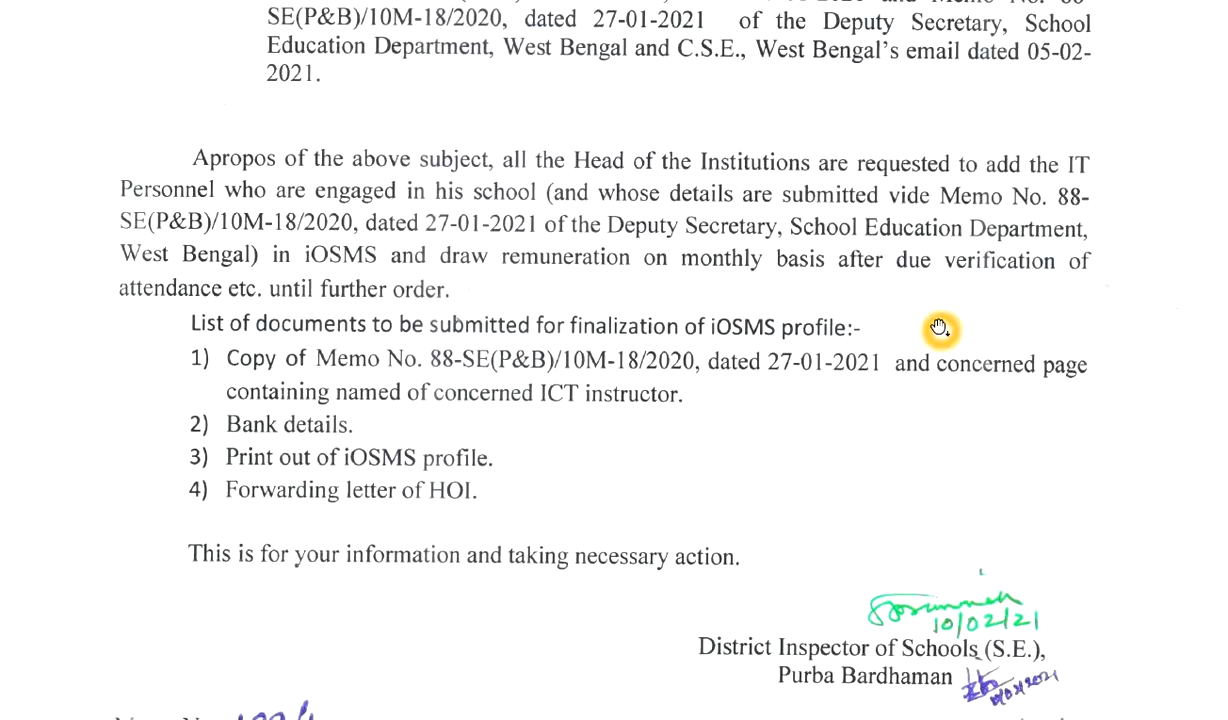 SE(P&B)/10M-18/2020, dated 27-01-2021 of the Deputy Secretary, School
Education Department, West Bengal and C.S.E., West Bengal's email dated 05-02-
2021.
Apropos of the above subject, all the Head of the Institutions are requested to add the IT
Personnel who are engaged in his school (and whose details are submitted vide Memo No. 88-
SE(P&B)/10M-18/2020, dated 27-01-2021 of the Deputy Secretary, School Education Department,
West Bengal) in iOSMS and draw remuneration on monthly basis after due verification of
attendance etc. until further order.
List of documents to be submitted for finalization of iOSMS profile:-
1) Copy of Memo No. 88-SE(P&B)/10M-18/2020, dated 27-01-2021 and concerned page
containing named of concerned ICT instructor.
2) Bank details.
3) Print out of iOSMS profile.
4) Forwarding letter of HOI.
This is for your information and taking necessary action.
10/02/21
District Inspector of Schools (S.E.),
Purba Bardhaman